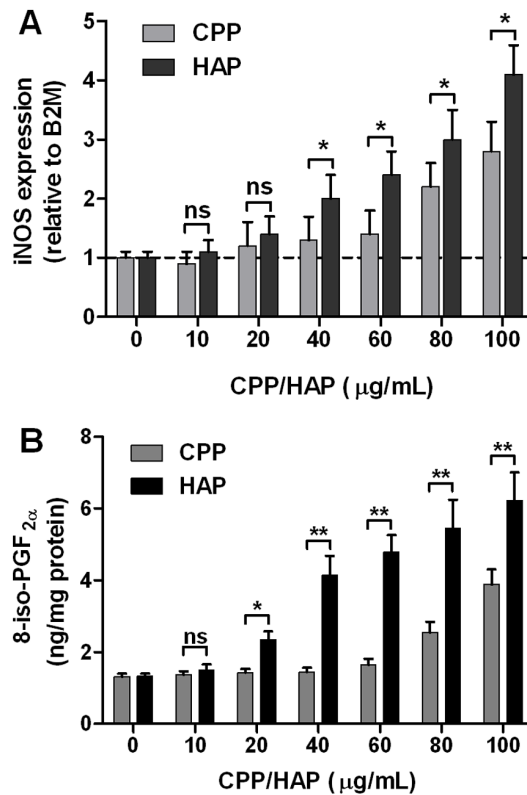 A
CPP
HAP
iNOS expression
(relative to B2M)
5
4
3
2
1
0
ns
ns
*
*
*
*
0 10 20 40 60 80 100
CPP/HAP ( μg/mL)
B
CPP
HAP
8-iso-PGF2α
(ng/mg protein)
8
6
4
2
0
ns
*
**
**
**
**
0 10 20 40 60 80 100
CPP/HAP (μg/mL)